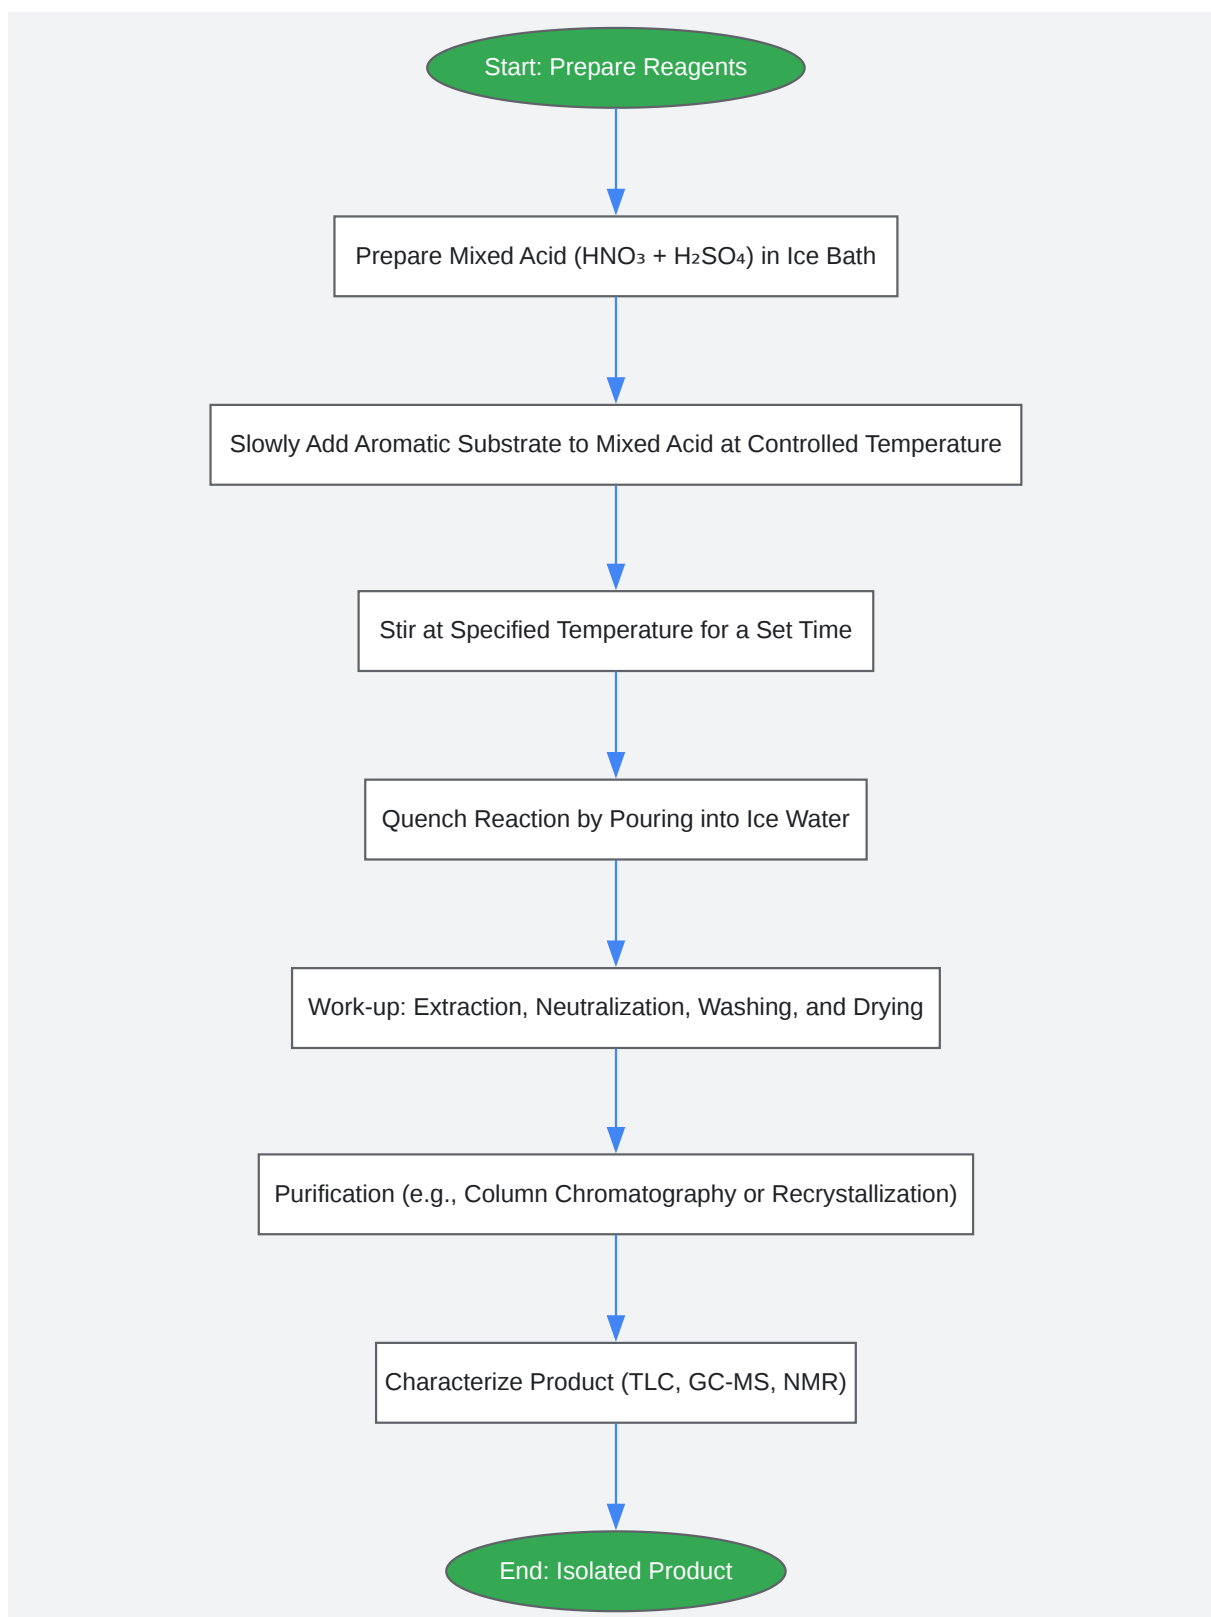 Start: Prepare Reagents
Prepare Mixed Acid (HNO₃ + H₂SO₄) in Ice Bath
Slowly Add Aromatic Substrate to Mixed Acid at Controlled Temperature
Stir at Specified Temperature for a Set Time
Quench Reaction by Pouring into Ice Water
Work-up: Extraction, Neutralization, Washing, and Drying
Purification (e.g., Column Chromatography or Recrystallization)
Characterize Product (TLC, GC-MS, NMR)
End: Isolated Product